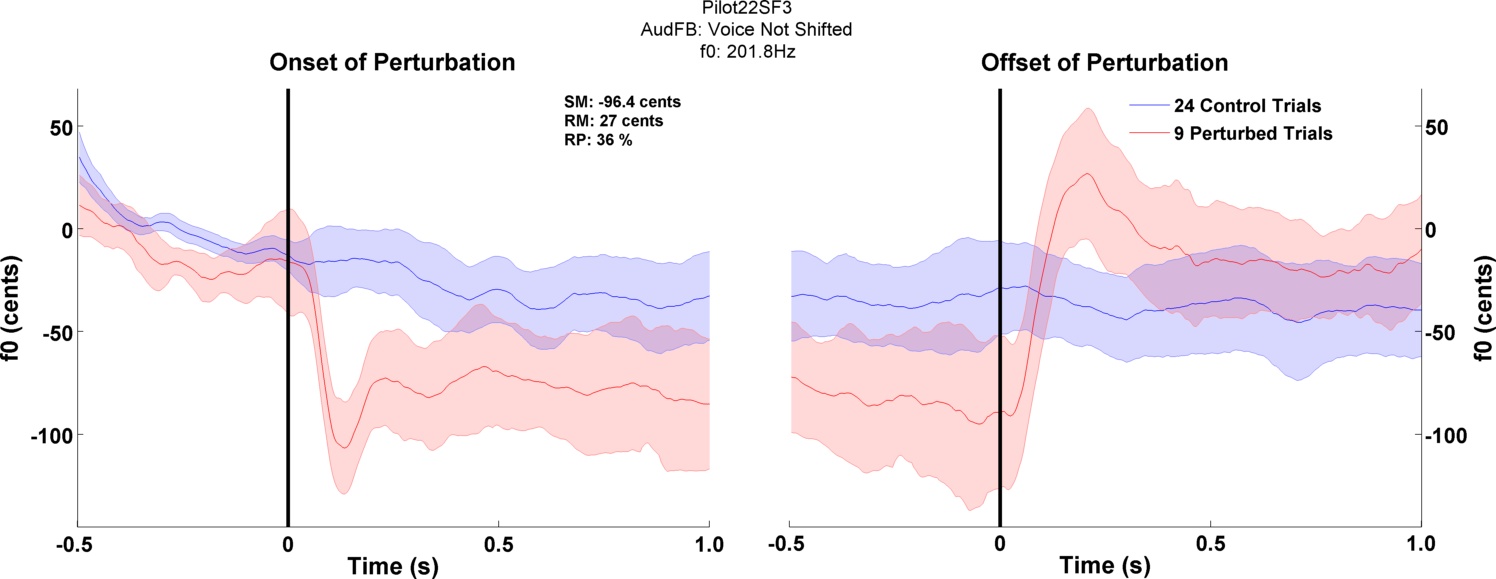 Pilot22SF3
AudFB: Voice Not Shifted
f0: 201.8Hz
Onset of Perturbation
SM: -96.4 cents
RM: 27 cents
RP: 36 %
f0 (cents)
50
0
-50
-100
-0.5
0
0.5
1.0
Time (s)
Offset of Perturbation
24 Control Trials
9 Perturbed Trials
50
0
-50
-100
f0 (cents)
-0.5
0
0.5
1.0
Time (s)